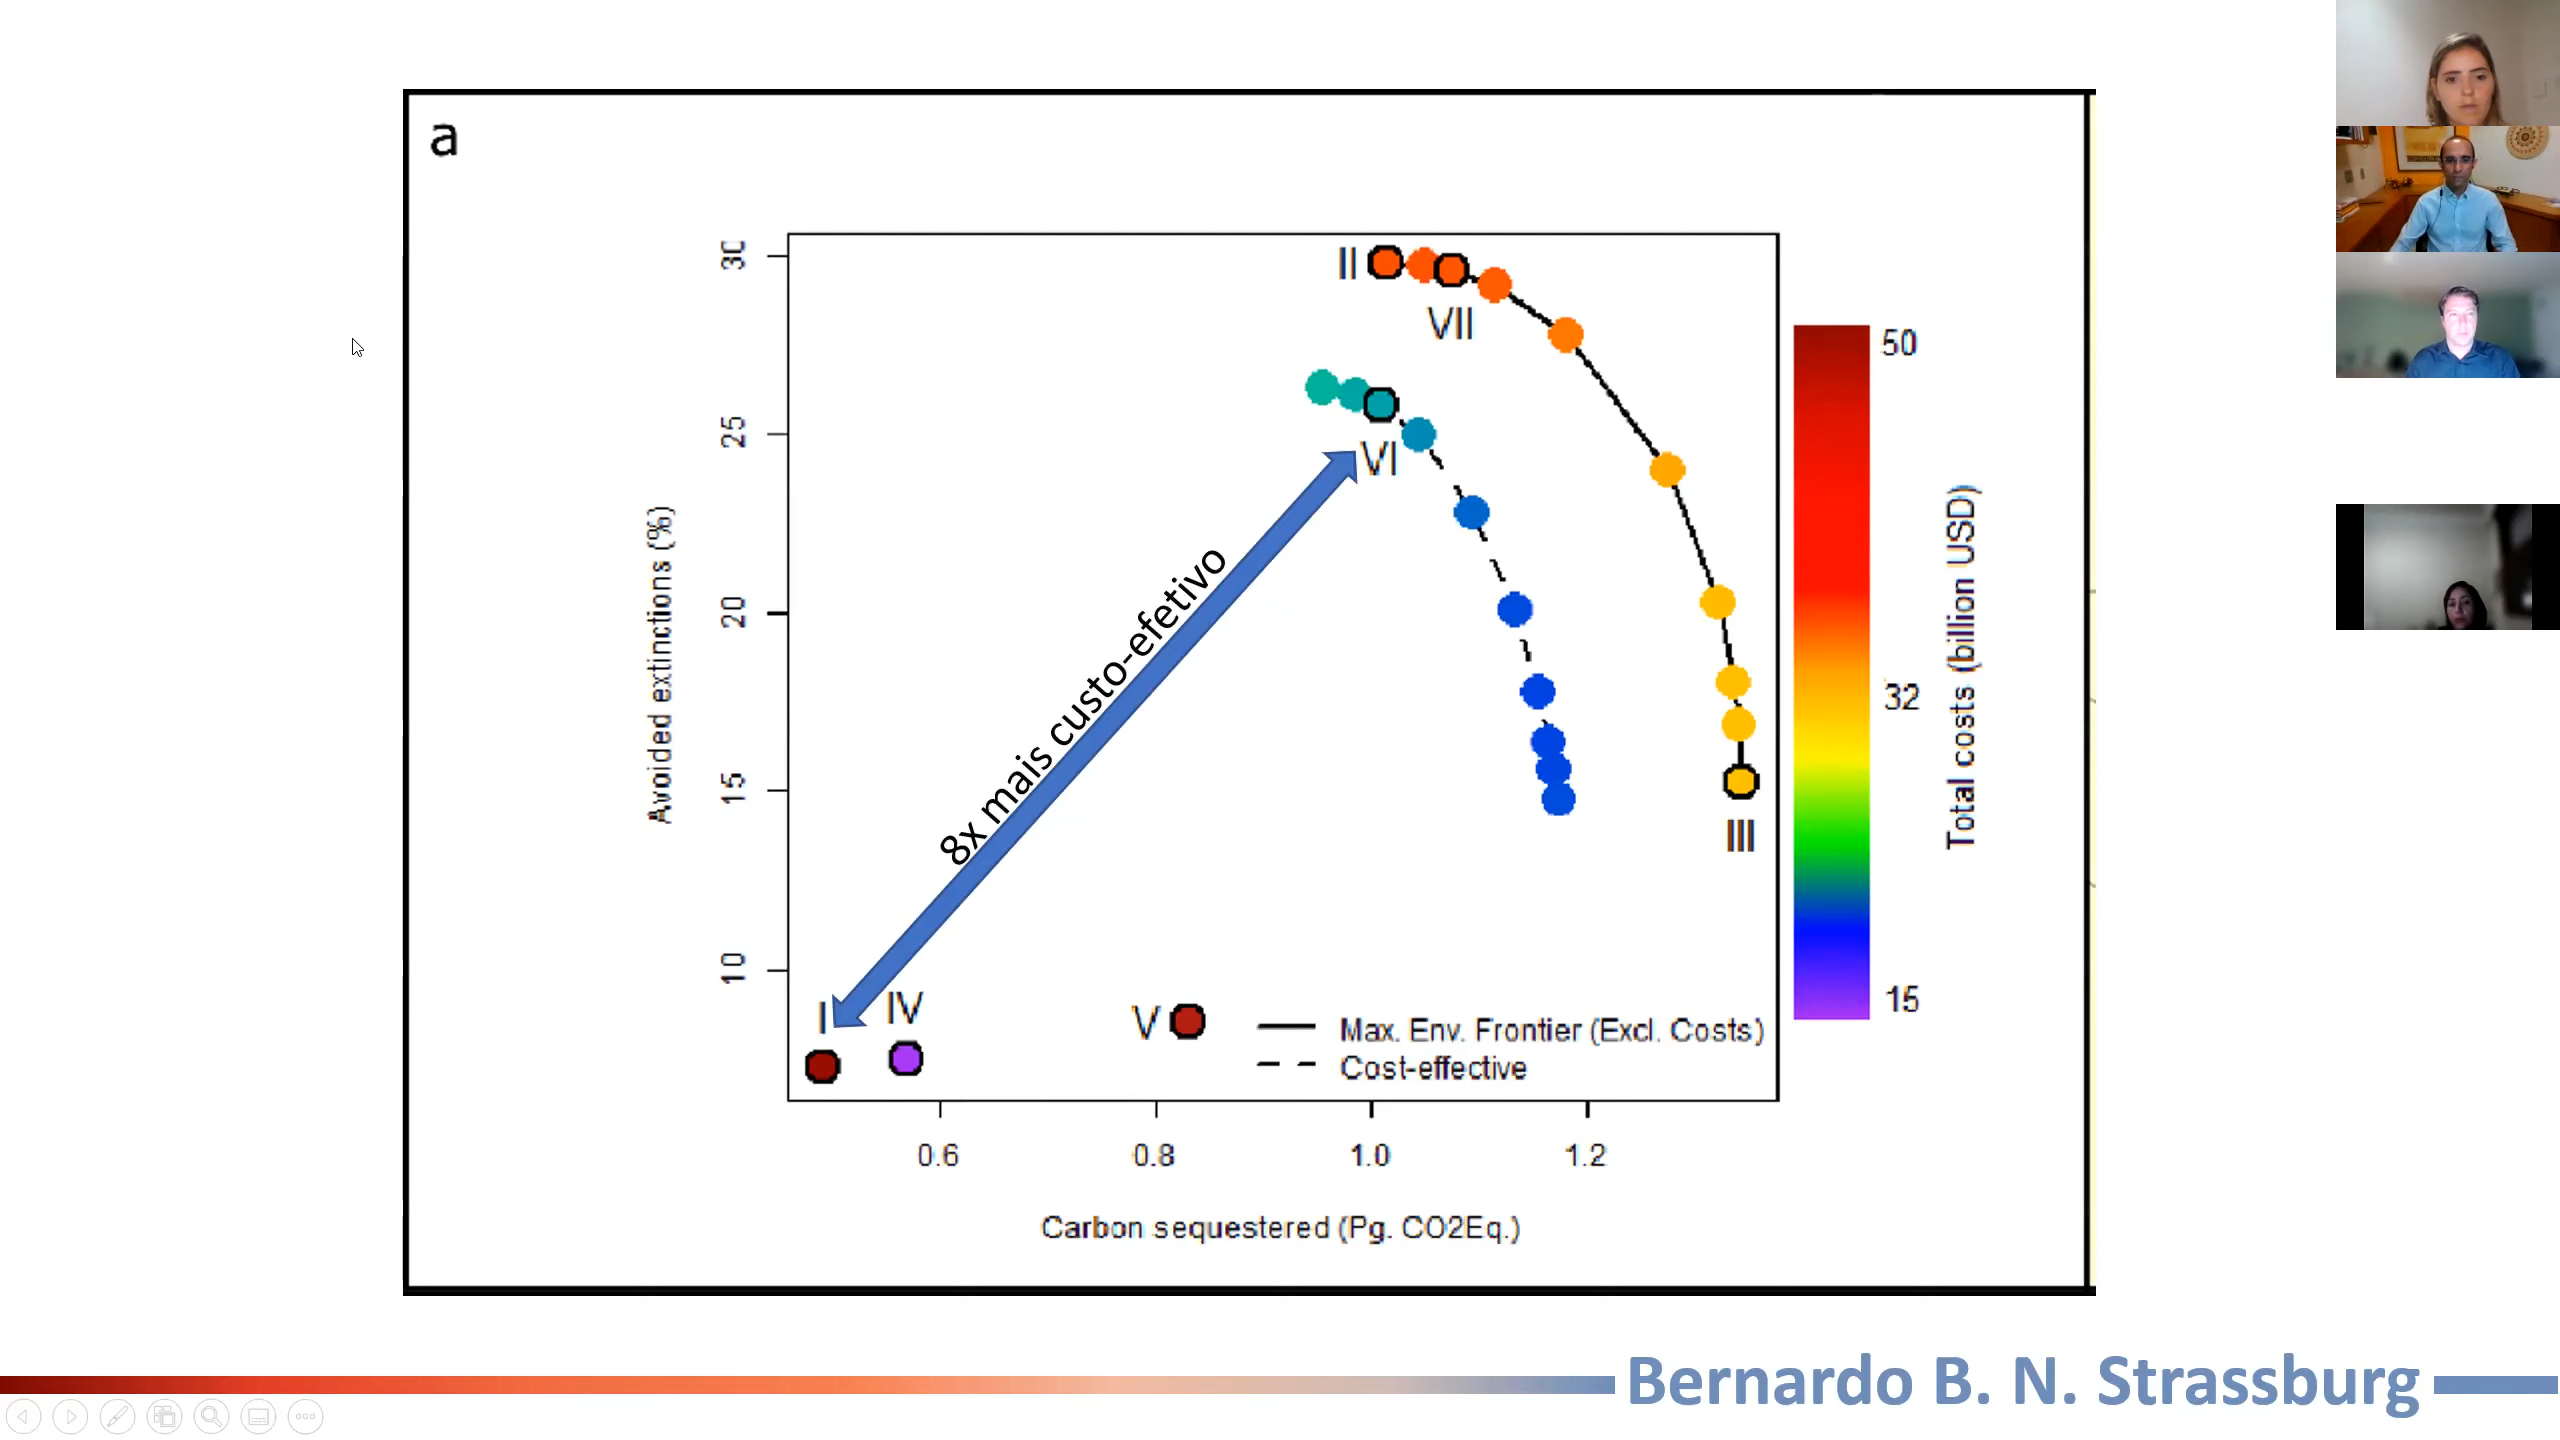 a
30
25
20
15
10
Avoided extinctions (%)
II
VII
VI
8x mais custo-efetivo
III
I
IV
V
Max. Env. Frontier (Excl. Costs)
Cost-effective
0.6
0.8
1.0
1.2
Carbon sequestered (Pg. CO2Eq.)
50
32
15
Total costs (billion USD)
Bernardo B. N. Strassburg